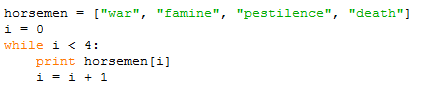 horsemen = ["war", "famine", "pestilence", "death"]
i = 0
while i < 4:
    print horsemen[i]
    i = i + 1